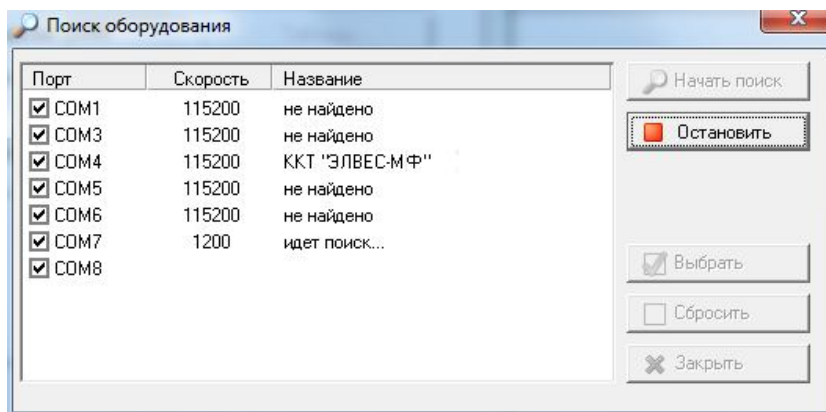 Поиск оборудования
Порт Скорость Название
COM1 115200 не найдено
COM3 115200 не найдено
COM4 115200 ККТ "ЭЛВЕС-МФ"
COM5 115200 не найдено
COM6 115200 не найдено
COM7 1200 идет поиск...
COM8
Начать поиск
Остановить
Выбрать
Сбросить
Закрыть